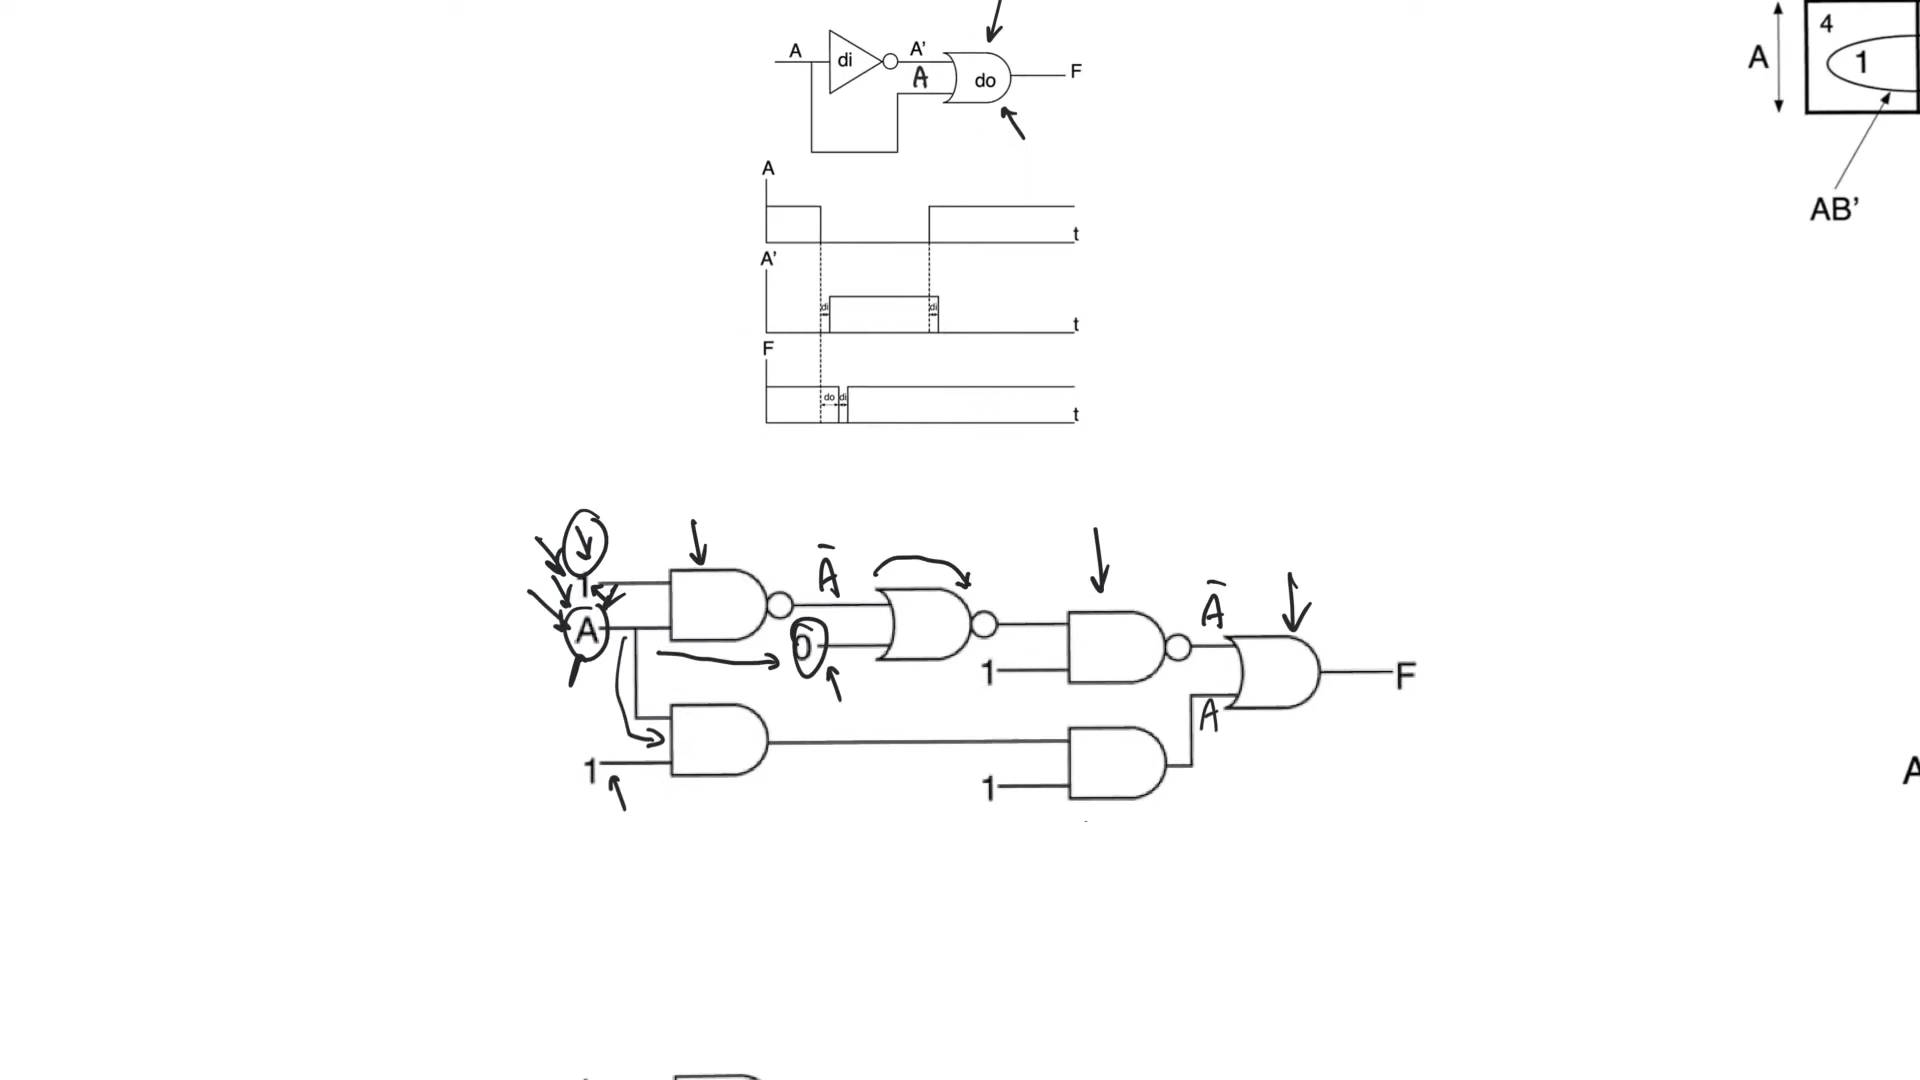 A di A' do F
A
A
t
A'
di di
t
F
do di
t
1 Ā Ā
A 0 1 F
A
1 1
4
A 1
AB'
A